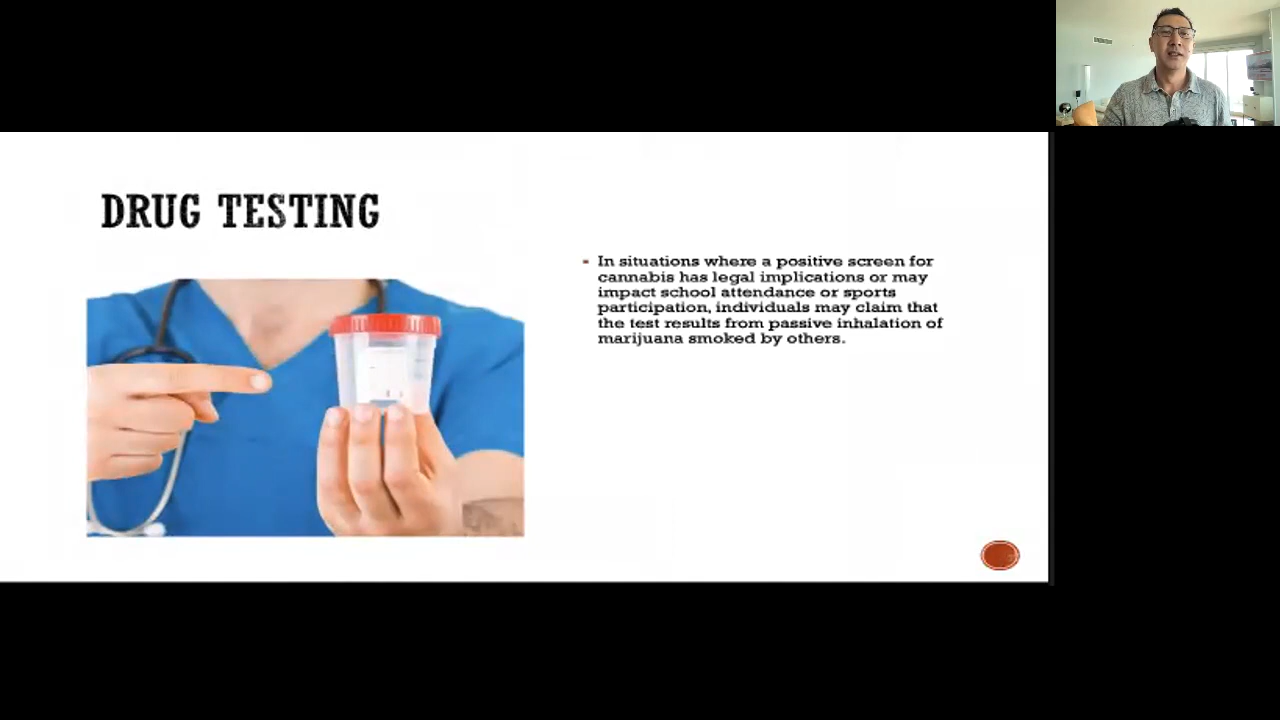 DRUG TESTING
In situations where a positive screen for
cannabis has legal implications or may
impact school attendance or sports
participation, individuals may claim that
the test results from passive inhalation of
marijuana smoked by others.